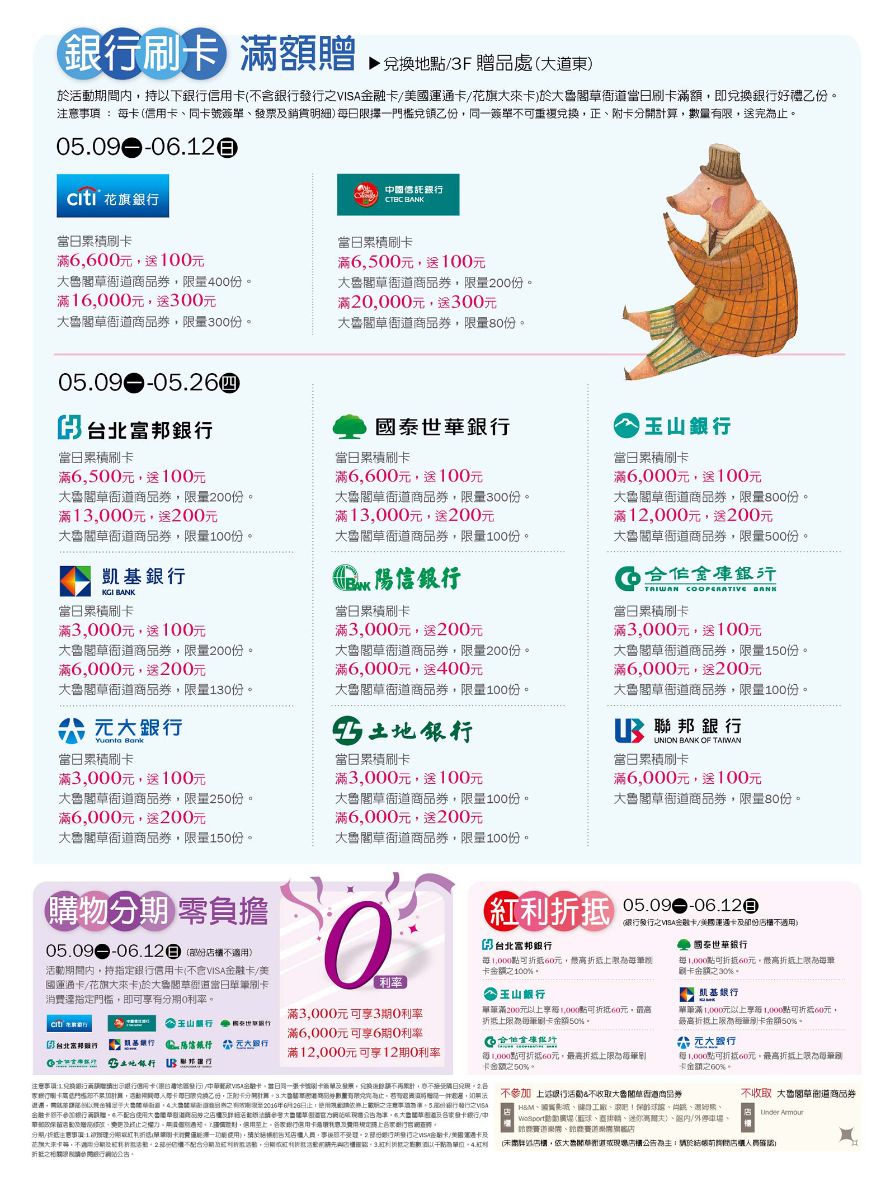 銀行刷卡 滿額贈 ▶兌換地點/3F 贈品處(大道東)
於活動期間內，持以下銀行信用卡(不含銀行發行之VISA金融卡/美國運通卡/花旗大來卡)於大魯閣草衙道當日刷卡滿額，即兌換銀行好禮乙份。
注意事項 ： 每卡(信用卡、同卡號簽單、發票及銷貨明細)每日限擇一門檻兌領乙份，同一簽單不可重複兌換，正、附卡分開計算，數量有限，送完為止。
05.09一-06.12日
citi 花旗銀行
當日累積刷卡
滿6,600元，送100元
大魯閣草衙道商品券，限量400份。
滿16,000元，送300元
大魯閣草衙道商品券，限量300份。
中國信託銀行
CTBC BANK
當日累積刷卡
滿6,500元，送100元
大魯閣草衙道商品券，限量200份。
滿20,000元，送300元
大魯閣草衙道商品券，限量80份。
05.09一-05.26四
台北富邦銀行
當日累積刷卡
滿6,500元，送100元
大魯閣草衙道商品券，限量200份。
滿13,000元，送200元
大魯閣草衙道商品券，限量100份。
國泰世華銀行
當日累積刷卡
滿6,600元，送100元
大魯閣草衙道商品券，限量300份。
滿13,000元，送200元
大魯閣草衙道商品券，限量100份。
玉山銀行
當日累積刷卡
滿6,000元，送100元
大魯閣草衙道商品券，限量800份。
滿12,000元，送200元
大魯閣草衙道商品券，限量500份。
凱基銀行
KGI BANK
當日累積刷卡
滿3,000元，送100元
大魯閣草衙道商品券，限量200份。
滿6,000元，送200元
大魯閣草衙道商品券，限量130份。
BANK 陽信銀行
當日累積刷卡
滿3,000元，送200元
大魯閣草衙道商品券，限量200份。
滿6,000元，送400元
大魯閣草衙道商品券，限量100份。
合作金庫銀行
TAIWAN COOPERATIVE BANK
當日累積刷卡
滿3,000元，送100元
大魯閣草衙道商品券，限量150份。
滿6,000元，送200元
大魯閣草衙道商品券，限量100份。
元大銀行
Yuanta Bank
當日累積刷卡
滿3,000元，送100元
大魯閣草衙道商品券，限量250份。
滿6,000元，送200元
大魯閣草衙道商品券，限量150份。
土地銀行
當日累積刷卡
滿3,000元，送100元
大魯閣草衙道商品券，限量100份。
滿6,000元，送200元
大魯閣草衙道商品券，限量100份。
聯邦銀行
UNION BANK OF TAIWAN
當日累積刷卡
滿6,000元，送100元
大魯閣草衙道商品券，限量80份。
購物分期 零負擔
05.09一-06.12日 (部份店櫃不適用)
活動期間內，持指定銀行信用卡(不含VISA金融卡/美
國運通卡/花旗大來卡)於大魯閣草衙道當日單筆刷卡
消費達指定門檻，即可享有分期0利率。
citi 花旗銀行 中國信託銀行 玉山銀行 國泰世華銀行
台北富邦銀行 凱基銀行 陽信銀行 元大銀行
合作金庫銀行 土地銀行 聯邦銀行
0
利率
滿3,000元 可享3期0利率
滿6,000元 可享6期0利率
滿12,000元 可享12期0利率
紅利折抵 05.09一-06.12日
(銀行發行之VISA金融卡/美國運通卡及部份店櫃不適用)
台北富邦銀行
每1,000點可折抵60元，最高折抵上限為每筆刷
卡金額之100%。
國泰世華銀行
每1,000點可折抵60元，最高折抵上限為每筆
刷卡金額之30%。
玉山銀行
單筆滿200元以上享每1,000點可折抵60元，最高
折抵上限為每筆刷卡金額50%。
凱基銀行
KGI BANK
單筆滿1,000元以上享每1,000點可折抵60元，
最高折抵上限為每筆刷卡金額50%。
合作金庫銀行
每1,000點可折抵60元，最高折抵上限為每筆刷
卡金額之50%。
元大銀行
每1,000點可折抵60元，最高折抵上限為每筆刷卡
金額之60%。
不參加 上述銀行活動&不收取大魯閣草衙道商品券
店櫃
不收取 大魯閣草衙道商品券
店櫃
Under Armour
(未盡詳述店櫃，依大魯閣草衙道或現場店櫃公告為主；請於結帳前詢問店櫃人員確認)